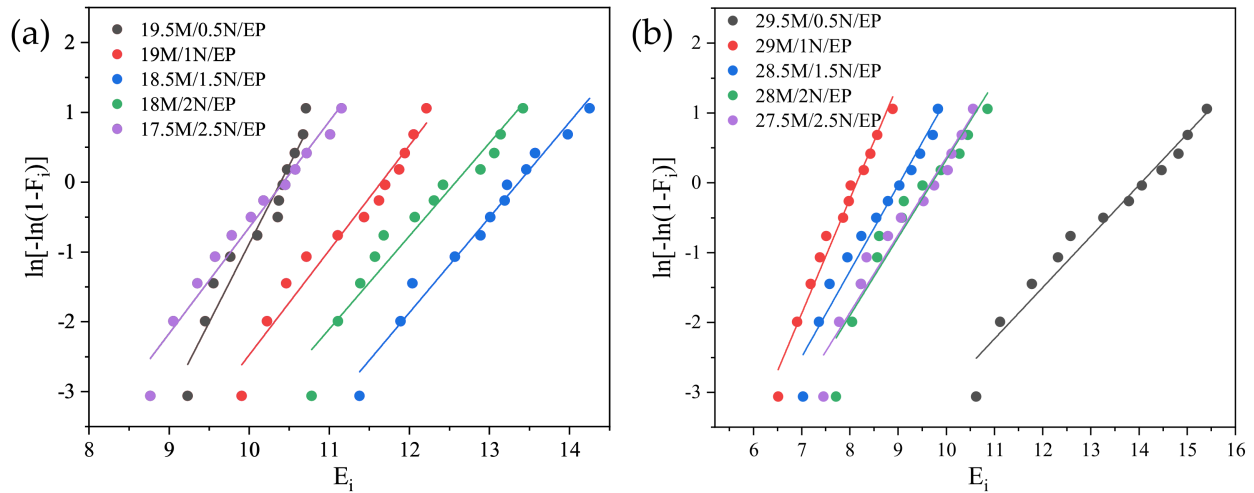 (a)
19.5M/0.5N/EP
19M/1N/EP
18.5M/1.5N/EP
18M/2N/EP
17.5M/2.5N/EP
2
1
0
-1
-2
-3
ln[-ln(1-Fi)]
8 9 10 11 12 13 14
Ei
(b)
29.5M/0.5N/EP
29M/1N/EP
28.5M/1.5N/EP
28M/2N/EP
27.5M/2.5N/EP
2
1
0
-1
-2
-3
ln[-ln(1-Fi)]
6 7 8 9 10 11 12 13 14 15 16
Ei